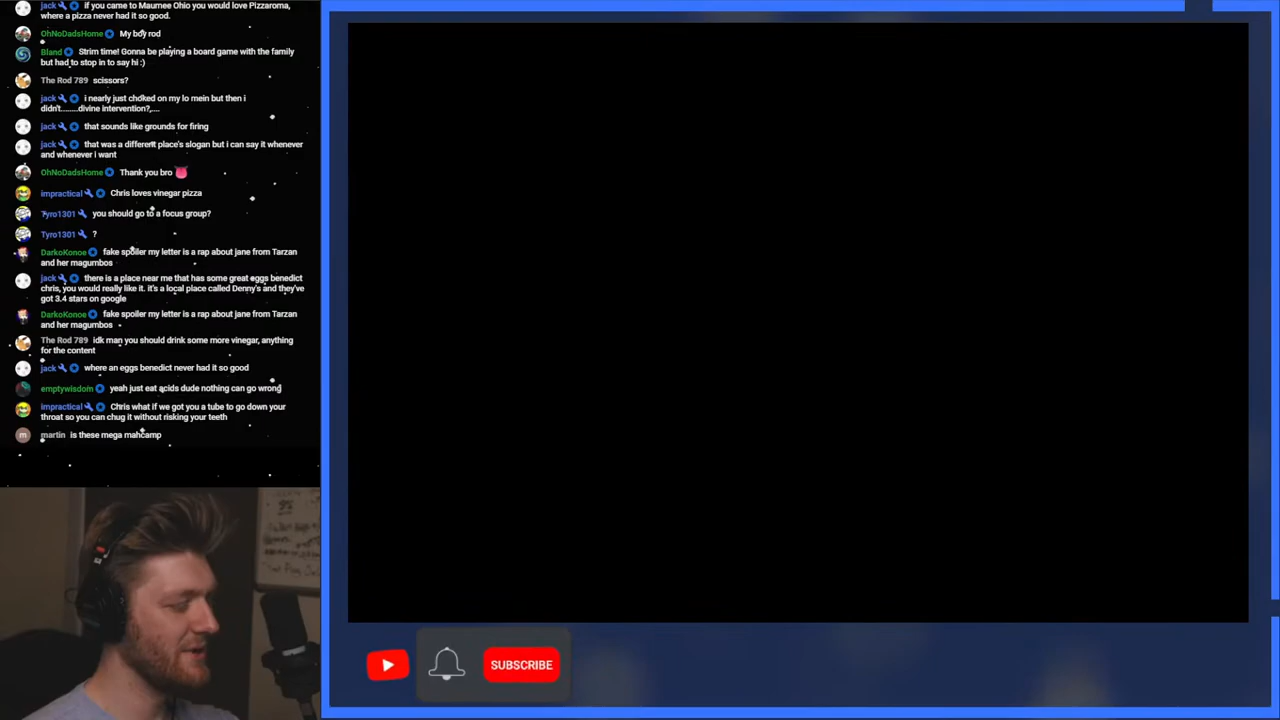 jack if you came to Maumee Ohio you would love Pizzaroma,
where a pizza never had it so good.
OhNoDadsHome My boy rod
Bland Strim time! Gonna be playing a board game with the family
but had to stop in to say hi :)
The Rod 789 scissors?
jack i nearly just choked on my lo mein but then i
didn't........divine intervention?,....
jack that sounds like grounds for firing
jack that was a different place's slogan but i can say it whenever
and whenever i want
OhNoDadsHome Thank you bro
impractical Chris loves vinegar pizza
Tyro1301 you should go to a focus group?
Tyro1301 ?
DarkoKonoe fake spoiler my letter is a rap about jane from Tarzan
and her magumbos
jack there is a place near me that has some great eggs benedict
chris, you would really like it. it's a local place called Denny's and they've
got 3.4 stars on google
DarkoKonoe fake spoiler my letter is a rap about jane from Tarzan
and her magumbos
The Rod 789 idk man you should drink some more vinegar, anything
for the content
jack where an eggs benedict never had it so good
emptywisdom yeah just eat acids dude nothing can go wrong
impractical Chris what if we got you a tube to go down your
throat so you can chug it without risking your teeth
m martin is these mega mahcamp
SUBSCRIBE